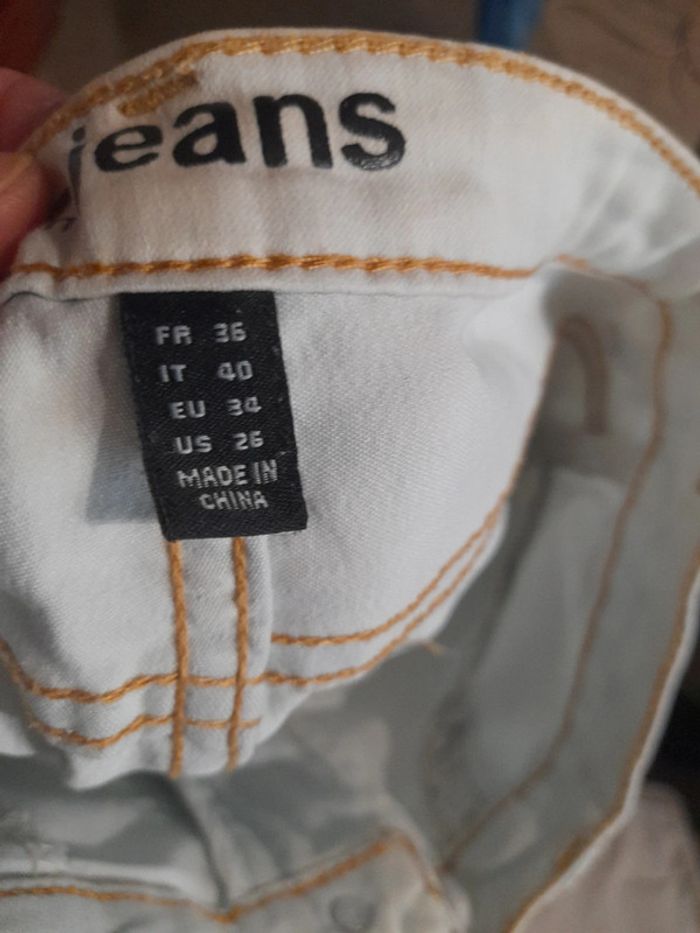 jeans
FR 36
IT 40
EU 34
US 26
MADE IN
CHINA